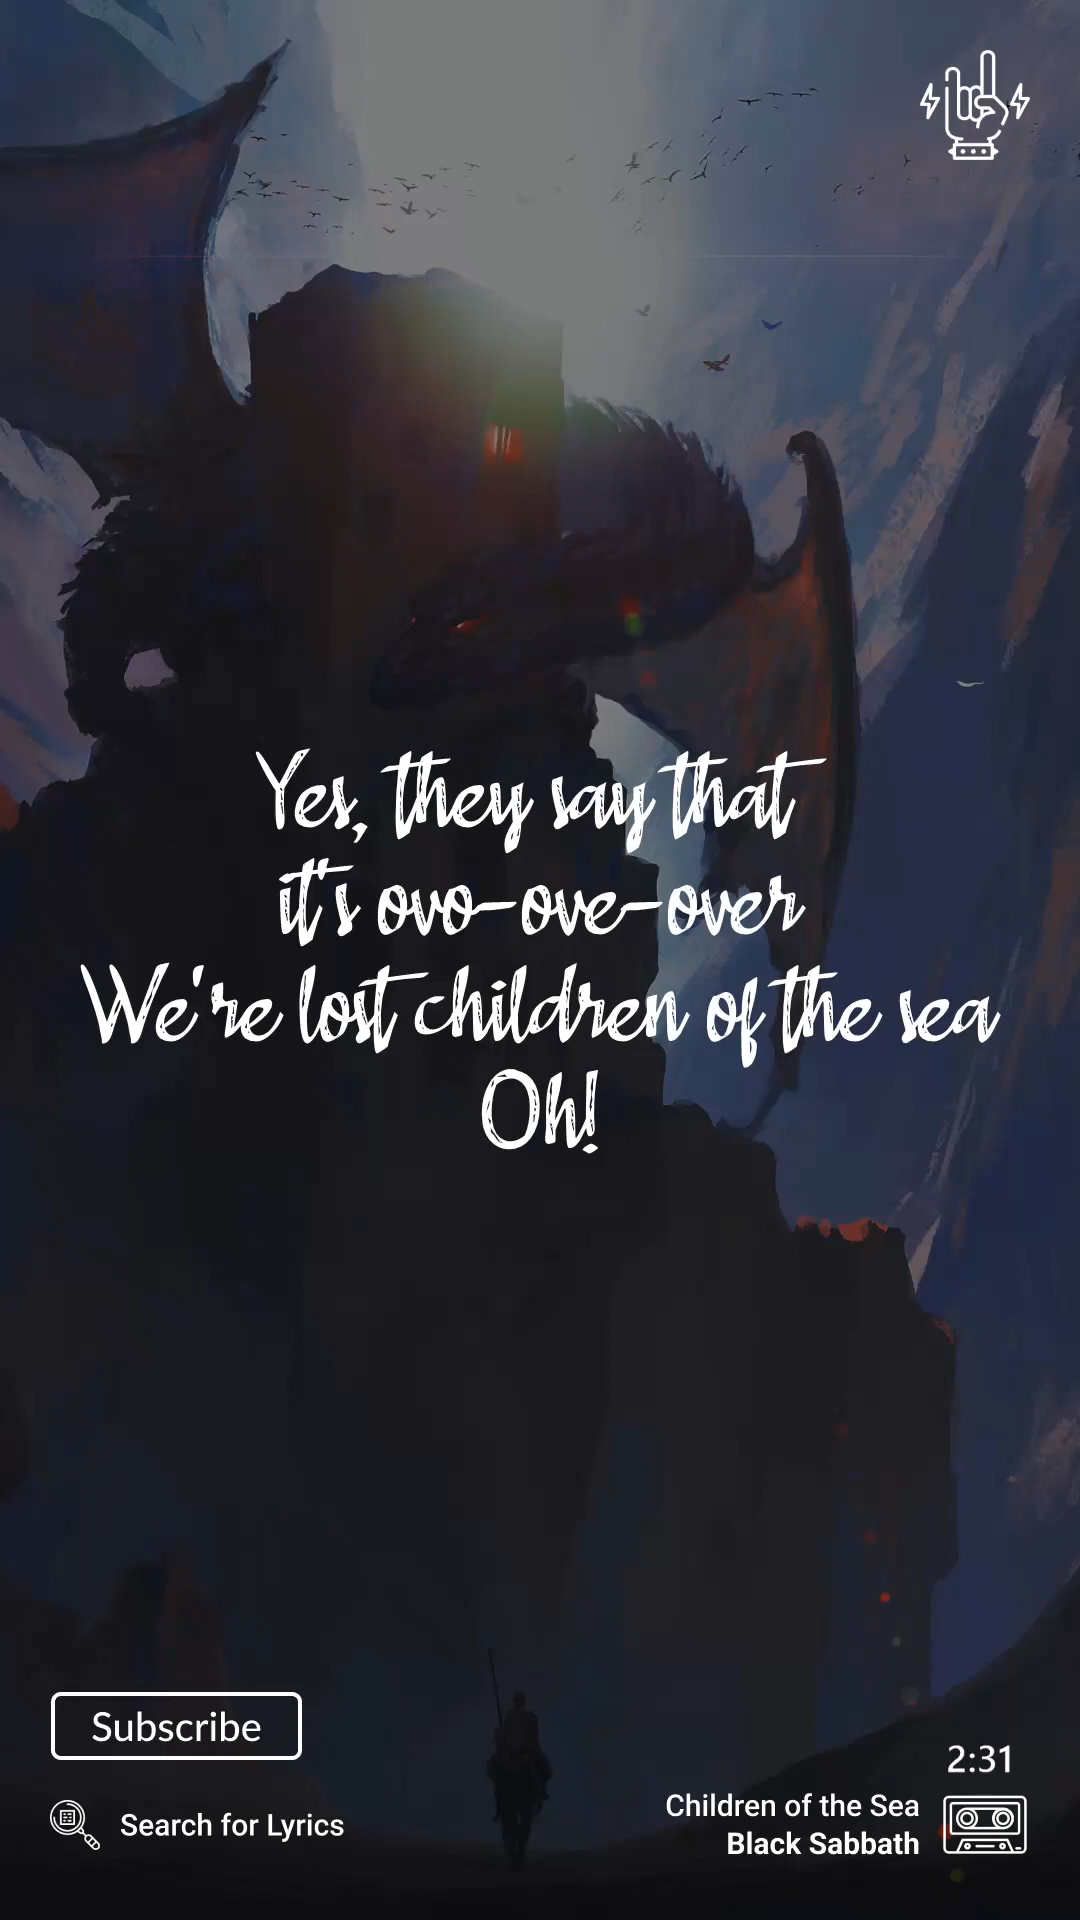 Yes, they say that
it's ovo-ove-over
We're lost children of the sea
Oh!
Subscribe
Search for Lyrics
2:31
Children of the Sea
Black Sabbath